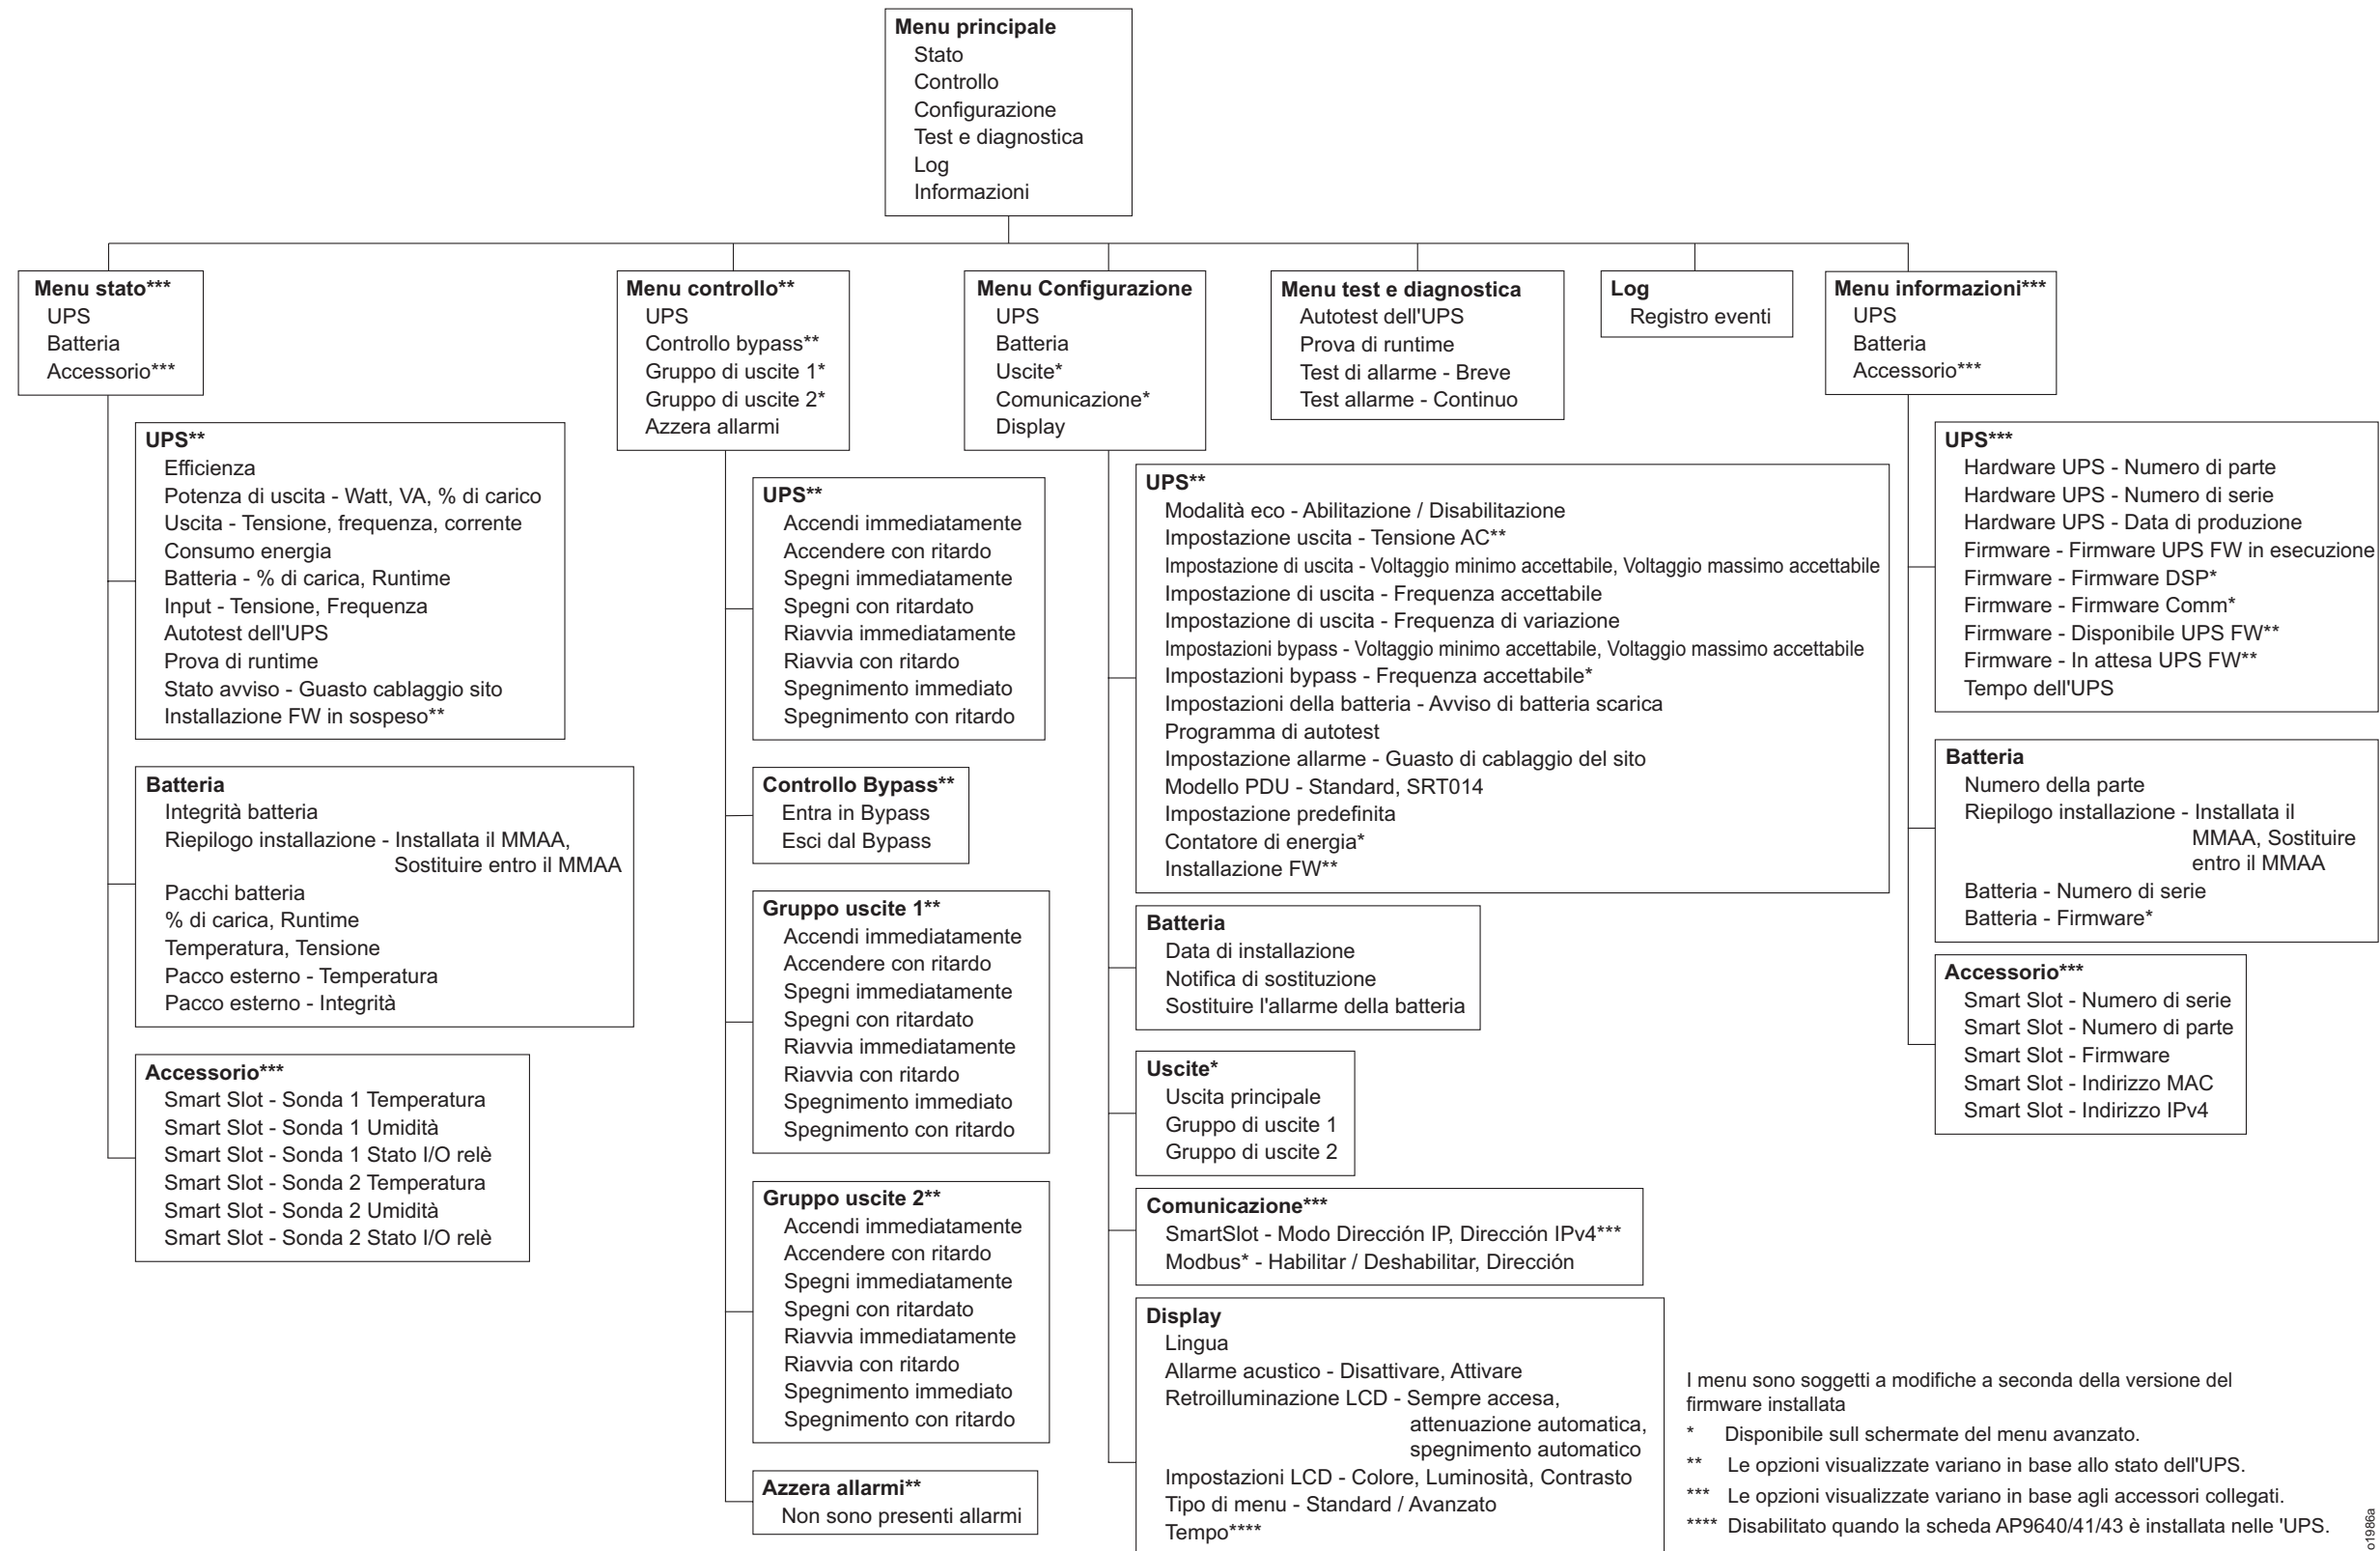 Menu principale
Stato
Controllo
Configurazione
Test e diagnostica
Log
Informazioni
Menu stato***
UPS
Batteria
Accessorio***
UPS**
Efficienza
Potenza di uscita - Watt, VA, % di carico
Uscita - Tensione, frequenza, corrente
Consumo energia
Batteria - % di carica, Runtime
Input - Tensione, Frequenza
Autotest dell'UPS
Prova di runtime
Stato avviso - Guasto cablaggio sito
Installazione FW in sospeso**
Batteria
Integrità batteria
Riepilogo installazione - Installata il MMAA,
Sostituire entro il MMAA
Pacchi batteria
% di carica, Runtime
Temperatura, Tensione
Pacco esterno - Temperatura
Pacco esterno - Integrità
Accessorio***
Smart Slot - Sonda 1 Temperatura
Smart Slot - Sonda 1 Umidità
Smart Slot - Sonda 1 Stato I/O relè
Smart Slot - Sonda 2 Temperatura
Smart Slot - Sonda 2 Umidità
Smart Slot - Sonda 2 Stato I/O relè
Menu controllo**
UPS
Controllo bypass**
Gruppo di uscite 1*
Gruppo di uscite 2*
Azzera allarmi
UPS**
Accendi immediatamente
Accendere con ritardo
Spegni immediatamente
Spegni con ritardato
Riavvia immediatamente
Riavvia con ritardo
Spegnimento immediato
Spegnimento con ritardo
Controllo Bypass**
Entra in Bypass
Esci dal Bypass
Gruppo uscite 1**
Accendi immediatamente
Accendere con ritardo
Spegni immediatamente
Spegni con ritardato
Riavvia immediatamente
Riavvia con ritardo
Spegnimento immediato
Spegnimento con ritardo
Gruppo uscite 2**
Accendi immediatamente
Accendere con ritardo
Spegni immediatamente
Spegni con ritardato
Riavvia immediatamente
Riavvia con ritardo
Spegnimento immediato
Spegnimento con ritardo
Azzera allarmi**
Non sono presenti allarmi
Menu Configurazione
UPS
Batteria
Uscite*
Comunicazione*
Display
UPS**
Modalità eco - Abilitazione / Disabilitazione
Impostazione uscita - Tensione AC**
Impostazione di uscita - Voltaggio minimo accettabile, Voltaggio massimo accettabile
Impostazione di uscita - Frequenza accettabile
Impostazione di uscita - Frequenza di variazione
Impostazioni bypass - Voltaggio minimo accettabile, Voltaggio massimo accettabile
Impostazioni bypass - Frequenza accettabile*
Impostazioni della batteria - Avviso di batteria scarica
Programma di autotest
Impostazione allarme - Guasto di cablaggio del sito
Modello PDU - Standard, SRT014
Impostazione predefinita
Contatore di energia*
Installazione FW**
Batteria
Data di installazione
Notifica di sostituzione
Sostituire l'allarme della batteria
Uscite*
Uscita principale
Gruppo di uscite 1
Gruppo di uscite 2
Comunicazione***
SmartSlot - Modo Dirección IP, Dirección IPv4***
Modbus* - Habilitar / Deshabilitar, Dirección
Display
Lingua
Allarme acustico - Disattivare, Attivare
Retroilluminazione LCD - Sempre accesa,
attenuazione automatica,
spegnimento automatico
Impostazioni LCD - Colore, Luminosità, Contrasto
Tipo di menu - Standard / Avanzato
Tempo****
Menu test e diagnostica
Autotest dell'UPS
Prova di runtime
Test di allarme - Breve
Test allarme - Continuo
Log
Registro eventi
Menu informazioni***
UPS
Batteria
Accessorio***
UPS***
Hardware UPS - Numero di parte
Hardware UPS - Numero di serie
Hardware UPS - Data di produzione
Firmware - Firmware UPS FW in esecuzione
Firmware - Firmware DSP*
Firmware - Firmware Comm*
Firmware - Disponibile UPS FW**
Firmware - In attesa UPS FW**
Tempo dell'UPS
Batteria
Numero della parte
Riepilogo installazione - Installata il
MMAA, Sostituire
entro il MMAA
Batteria - Numero di serie
Batteria - Firmware*
Accessorio***
Smart Slot - Numero di serie
Smart Slot - Numero di parte
Smart Slot - Firmware
Smart Slot - Indirizzo MAC
Smart Slot - Indirizzo IPv4
I menu sono soggetti a modifiche a seconda della versione del
firmware installata
* Disponibile sull schermate del menu avanzato.
** Le opzioni visualizzate variano in base allo stato dell'UPS.
*** Le opzioni visualizzate variano in base agli accessori collegati.
**** Disabilitato quando la scheda AP9640/41/43 è installata nelle 'UPS.
o1986a